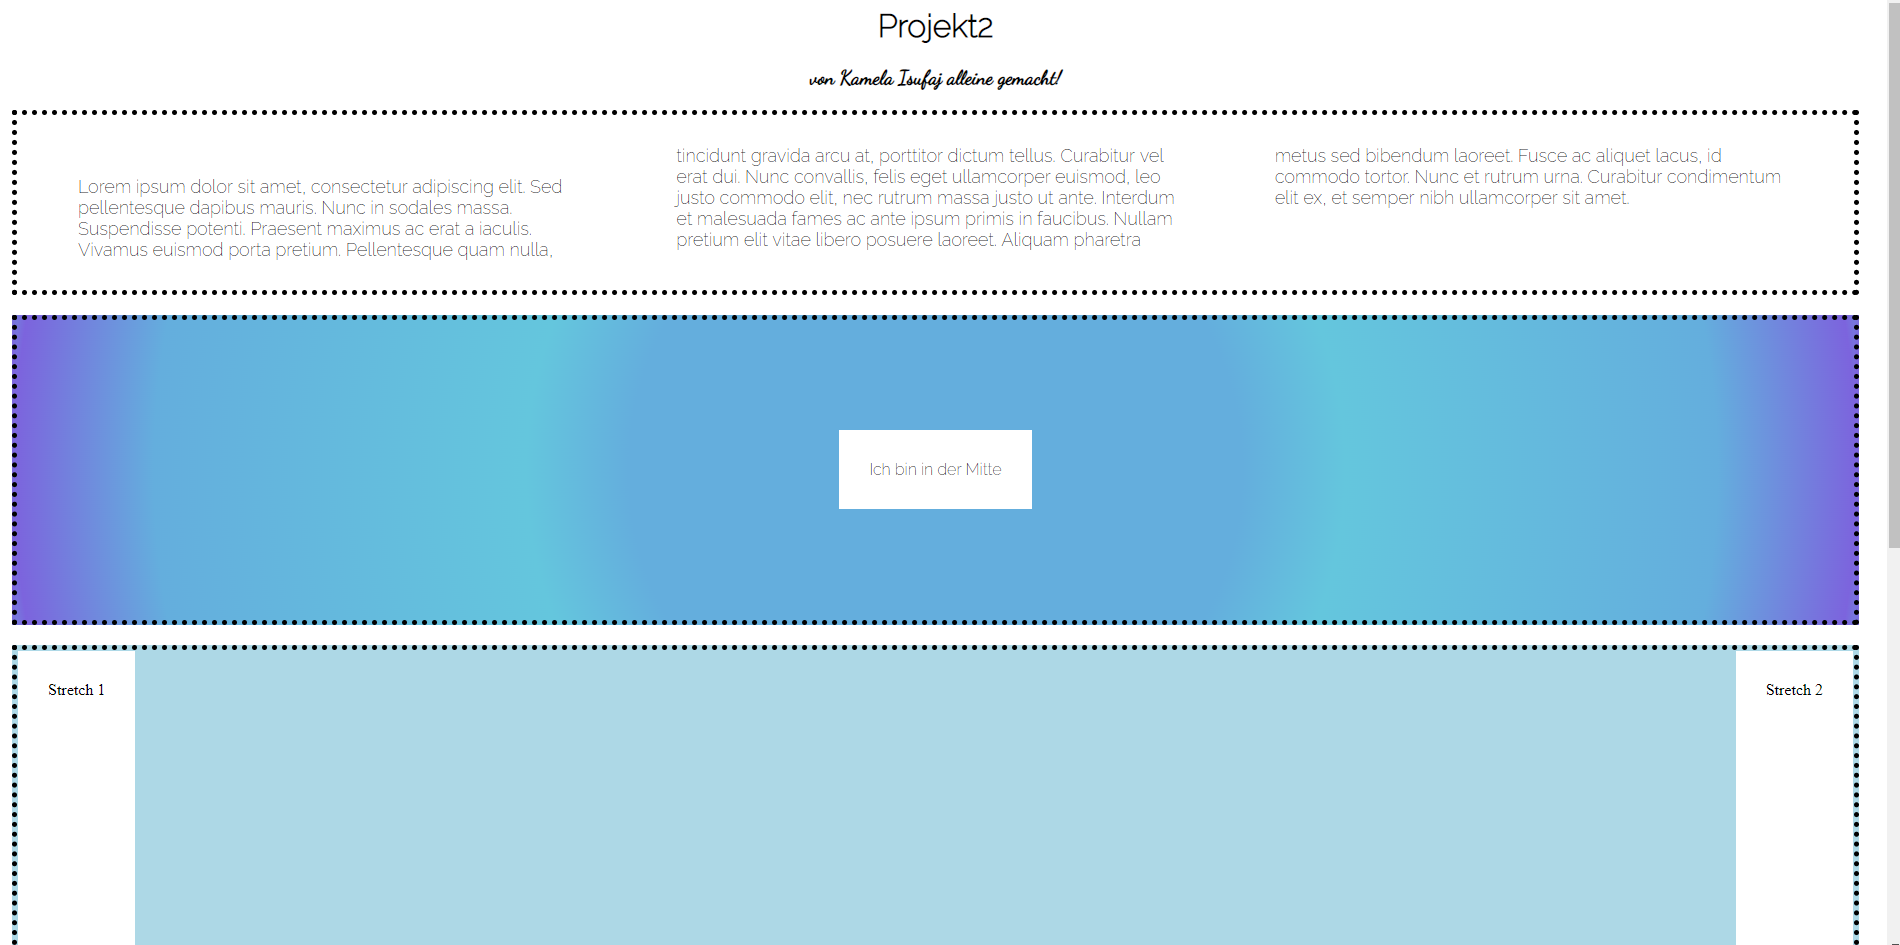 Projekt2
von Kamela Isufaj alleine gemacht!
Lorem ipsum dolor sit amet, consectetur adipiscing elit. Sed
pellentesque dapibus mauris. Nunc in sodales massa.
Suspendisse potenti. Praesent maximus ac erat a iaculis.
Vivamus euismod porta pretium. Pellentesque quam nulla,
tincidunt gravida arcu at, porttitor dictum tellus. Curabitur vel
erat dui. Nunc convallis, felis eget ullamcorper euismod, leo
justo commodo elit, nec rutrum massa justo ut ante. Interdum
et malesuada fames ac ante ipsum primis in faucibus. Nullam
pretium elit vitae libero posuere laoreet. Aliquam pharetra
metus sed bibendum laoreet. Fusce ac aliquet lacus, id
commodo tortor. Nunc et rutrum urna. Curabitur condimentum
elit ex, et semper nibh ullamcorper sit amet.
Ich bin in der Mitte
Stretch 1
Stretch 2